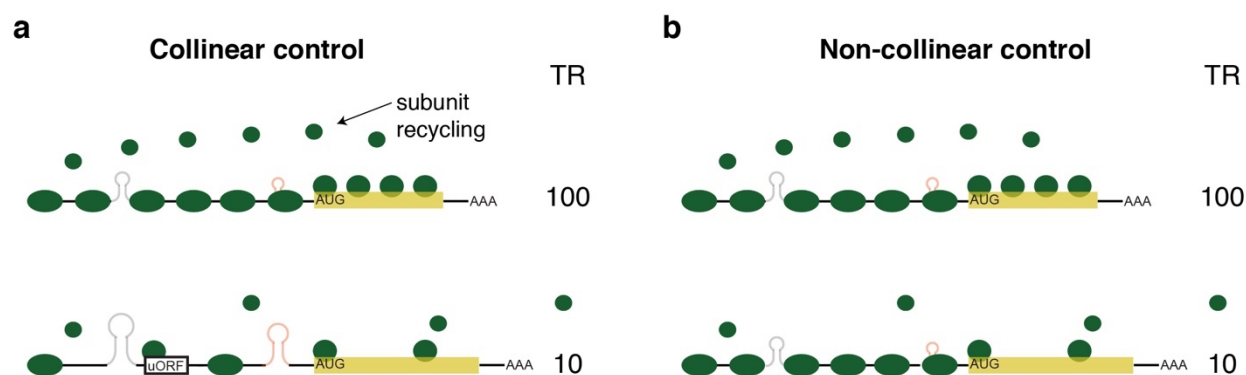 a
Collinear control
TR
subunit
recycling
AUG
AAA
100
uORF
AUG
AAA
10
b
Non-collinear control
TR
AUG
AAA
100
AUG
AAA
10